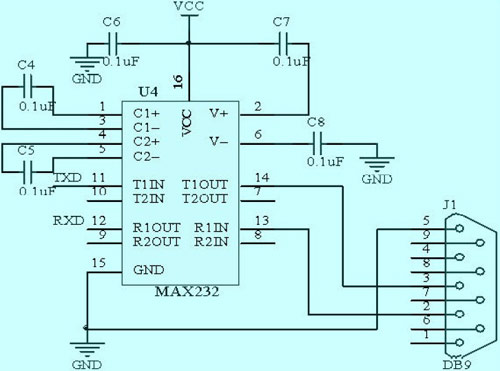 VCC
C6
C7
0.1uF
GND
0.1uF
C4
0.1uF
U4
16
VCC
1
C1+
V+
2
3
C1-
4
C2+
V-
6
C8
0.1uF
GND
5
C2-
C5
0.1uF
TXD
11
T1IN
T1OUT
14
10
T2IN
T2OUT
7
RXD
12
R1OUT
R1IN
13
9
R2OUT
R2IN
8
15
GND
MAX232
GND
J1
5
9
4
8
3
7
2
6
1
DB9